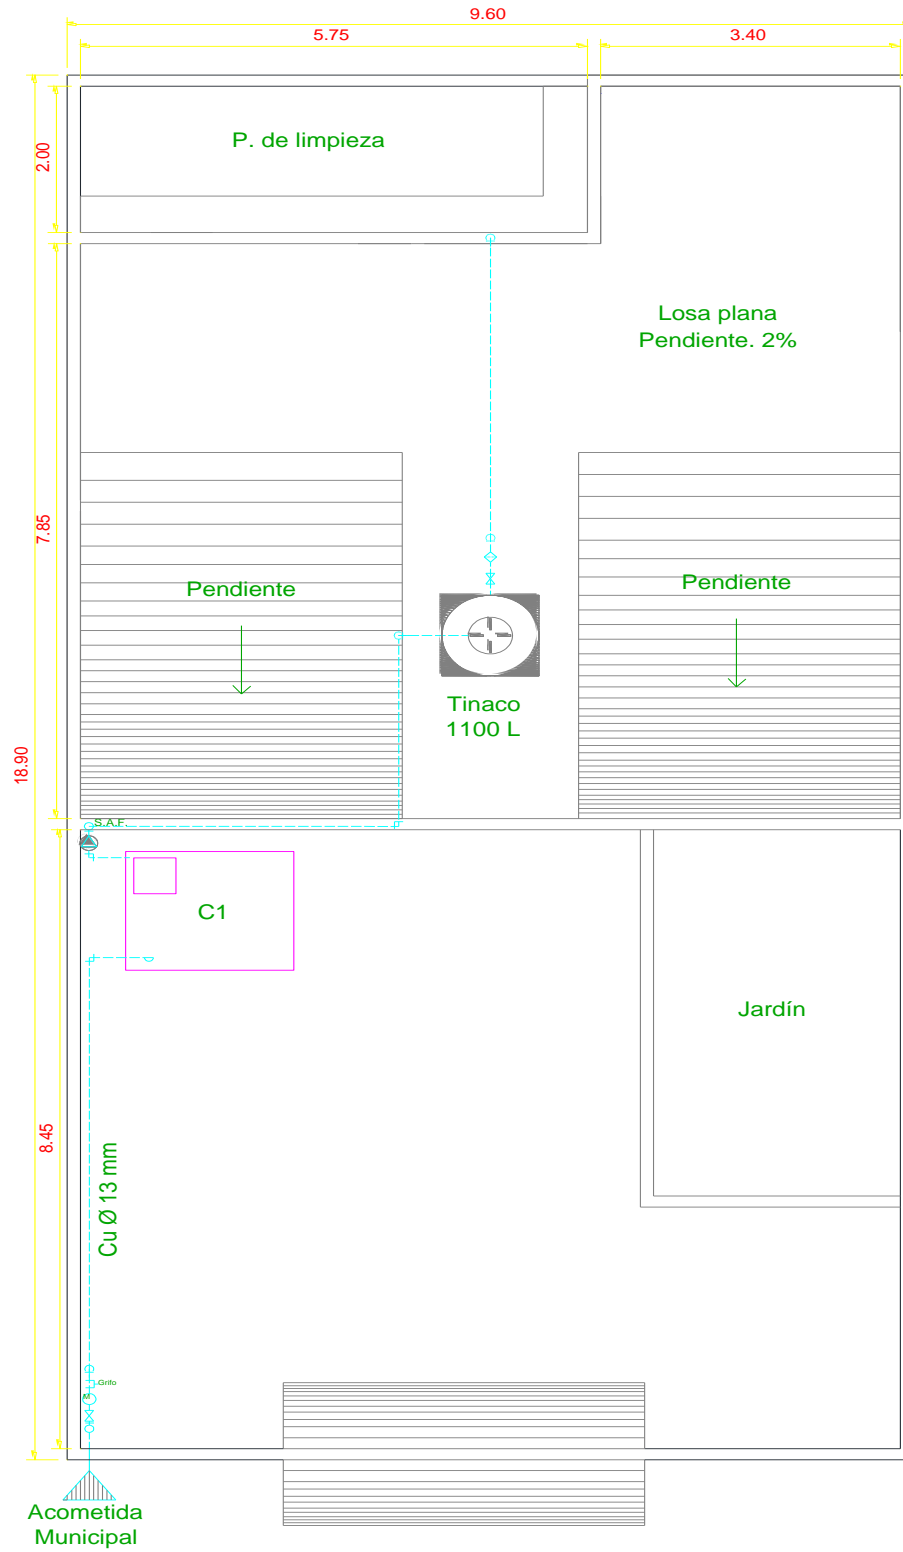 9.60
5.75
3.40
2.00
P. de limpieza
Losa plana
Pendiente. 2%
7.85
Pendiente
Pendiente
Tinaco
1100 L
18.90
S.A.F.
C1
Jardín
8.45
Cu Ø 13 mm
Grifo
M
Acometida
Municipal